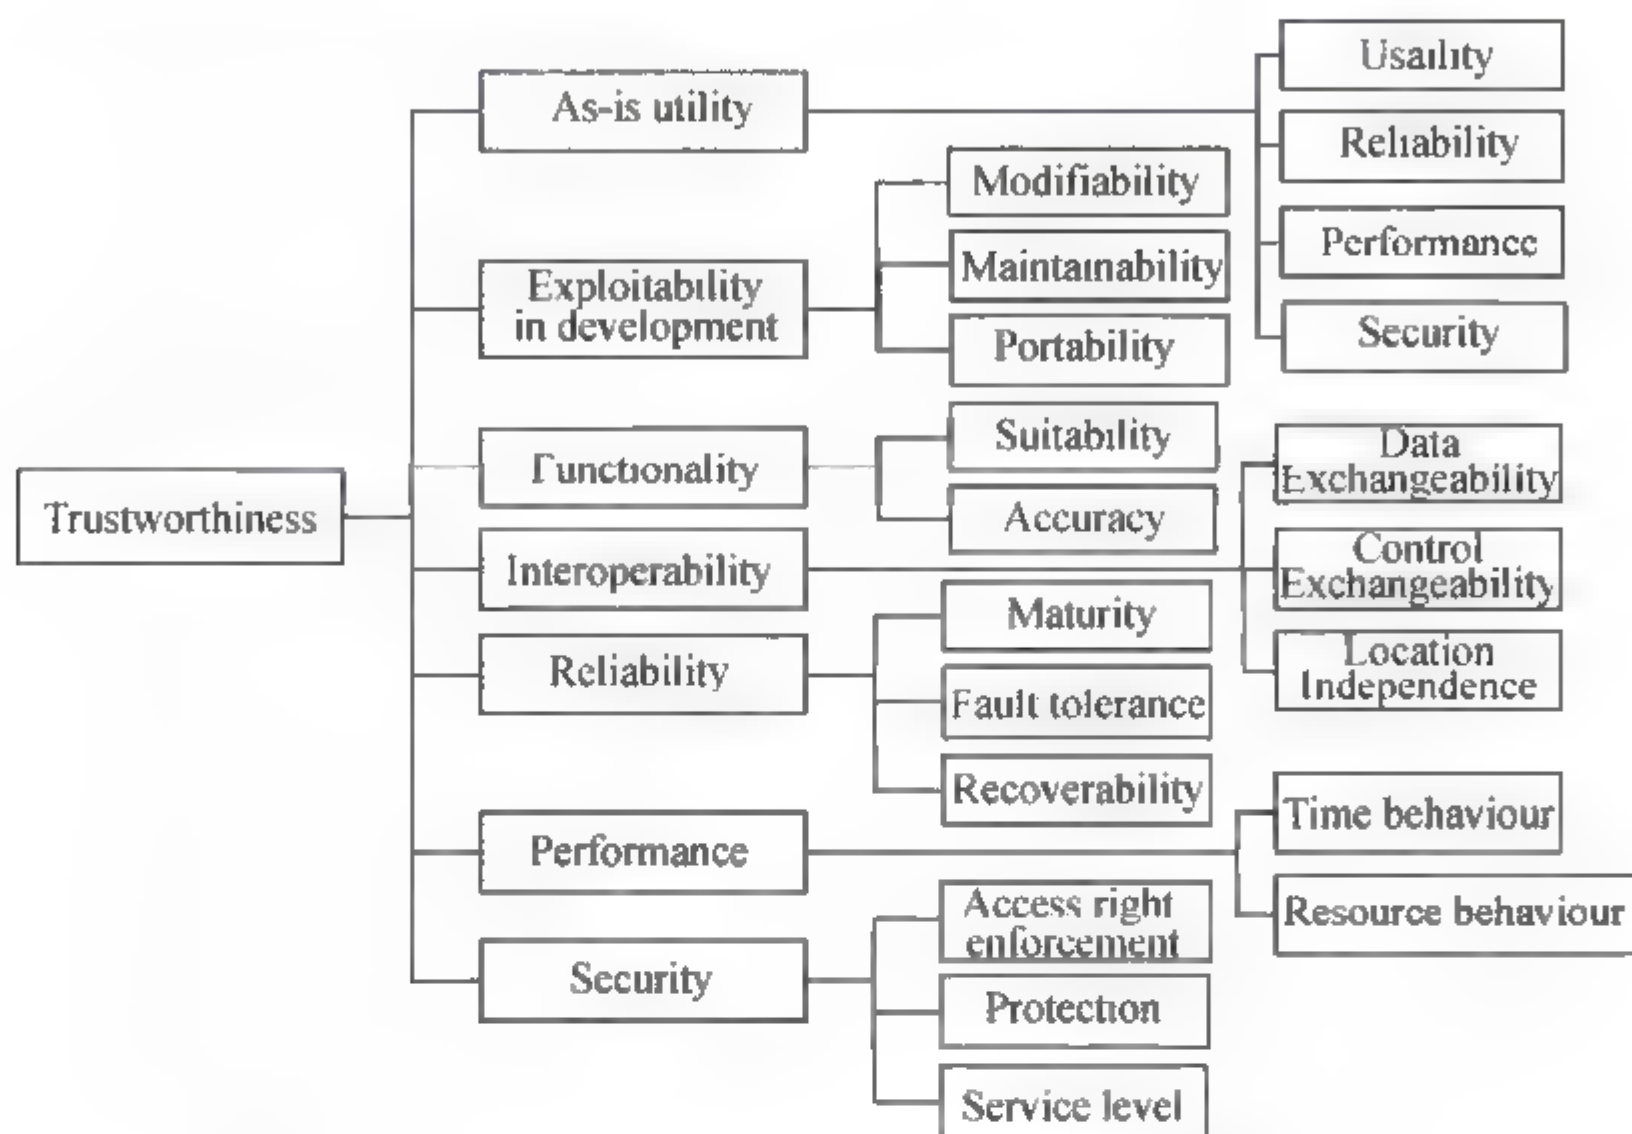 Trustworthiness
As-is utility
Usaility
Reliability
Performance
Security
Exploitability
in development
Modifiability
Maintainability
Portability
Functionality
Suitability
Accuracy
Interoperability
Data
Exchangeability
Control
Exchangeability
Location
Independence
Reliability
Maturity
Fault tolerance
Recoverability
Performance
Time behaviour
Resource behaviour
Security
Access right
enforcement
Protection
Service level